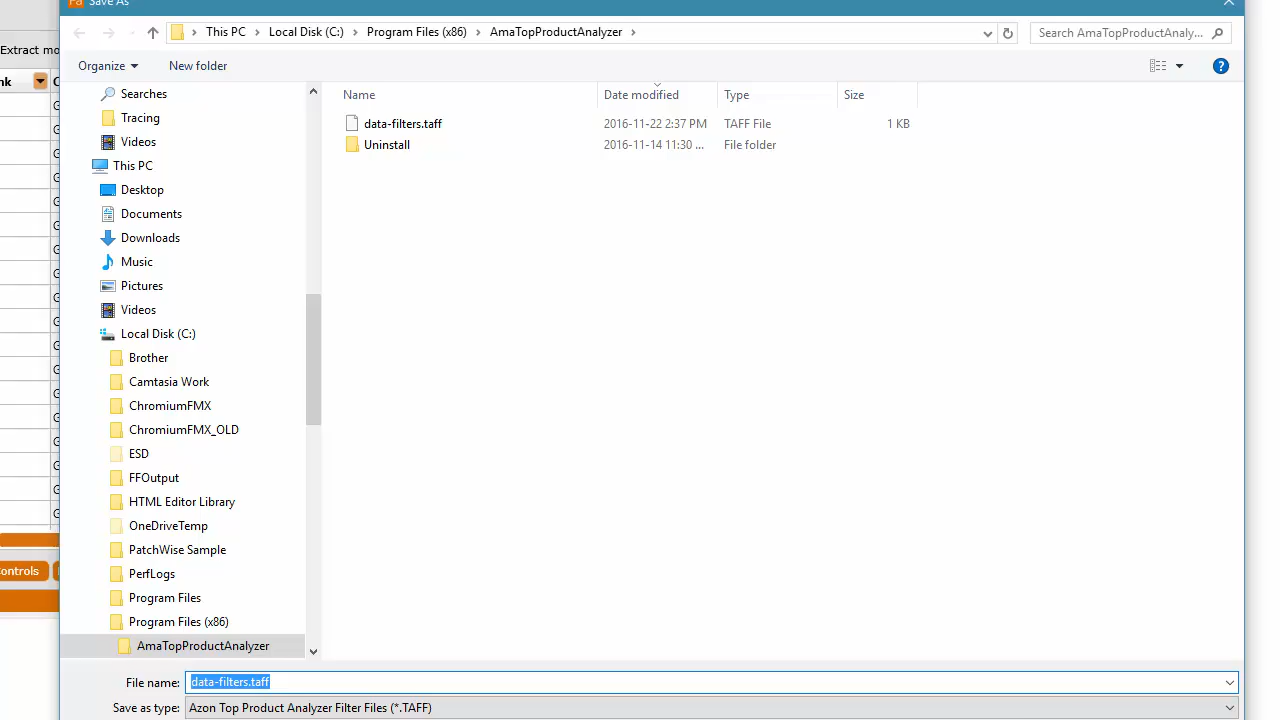 Save As
This PC > Local Disk (C:) > Program Files (x86) > AmaTopProductAnalyzer >
Search AmaTopProductAnaly...
Organize
New folder
Extract mo
nk
Searches
Tracing
Videos
This PC
Desktop
Documents
Downloads
Music
Pictures
Videos
Local Disk (C:)
Brother
Camtasia Work
ChromiumFMX
ChromiumFMX_OLD
ESD
FFOutput
HTML Editor Library
OneDriveTemp
PatchWise Sample
PerfLogs
Program Files
Program Files (x86)
AmaTopProductAnalyzer
Name Date modified Type Size
data-filters.taff 2016-11-22 2:37 PM TAFF File 1 KB
Uninstall 2016-11-14 11:30 ... File folder
ontrols
File name: data-filters.taff
Save as type: Azon Top Product Analyzer Filter Files (*.TAFF)